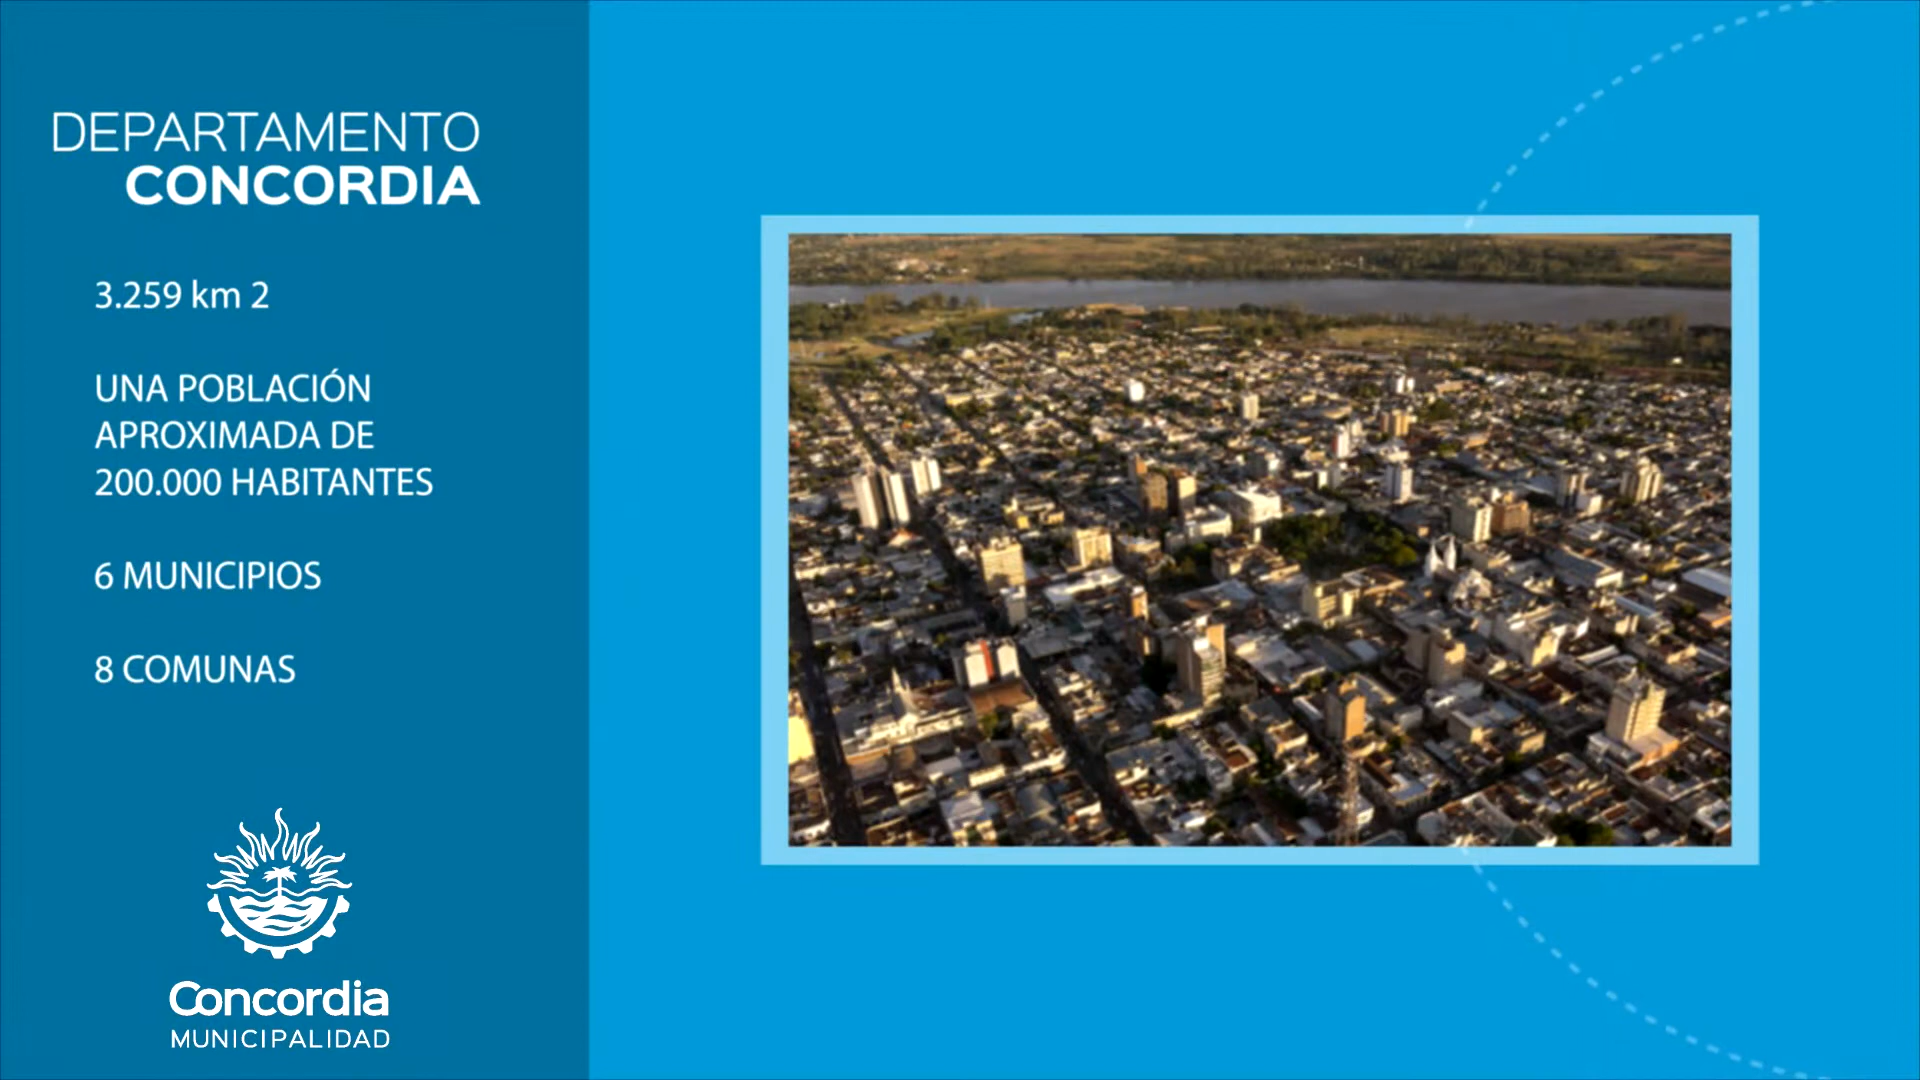 DEPARTAMENTO
CONCORDIA
3.259 km 2
UNA POBLACIÓN
APROXIMADA DE
200.000 HABITANTES
6 MUNICIPIOS
8 COMUNAS
Concordia
MUNICIPALIDAD